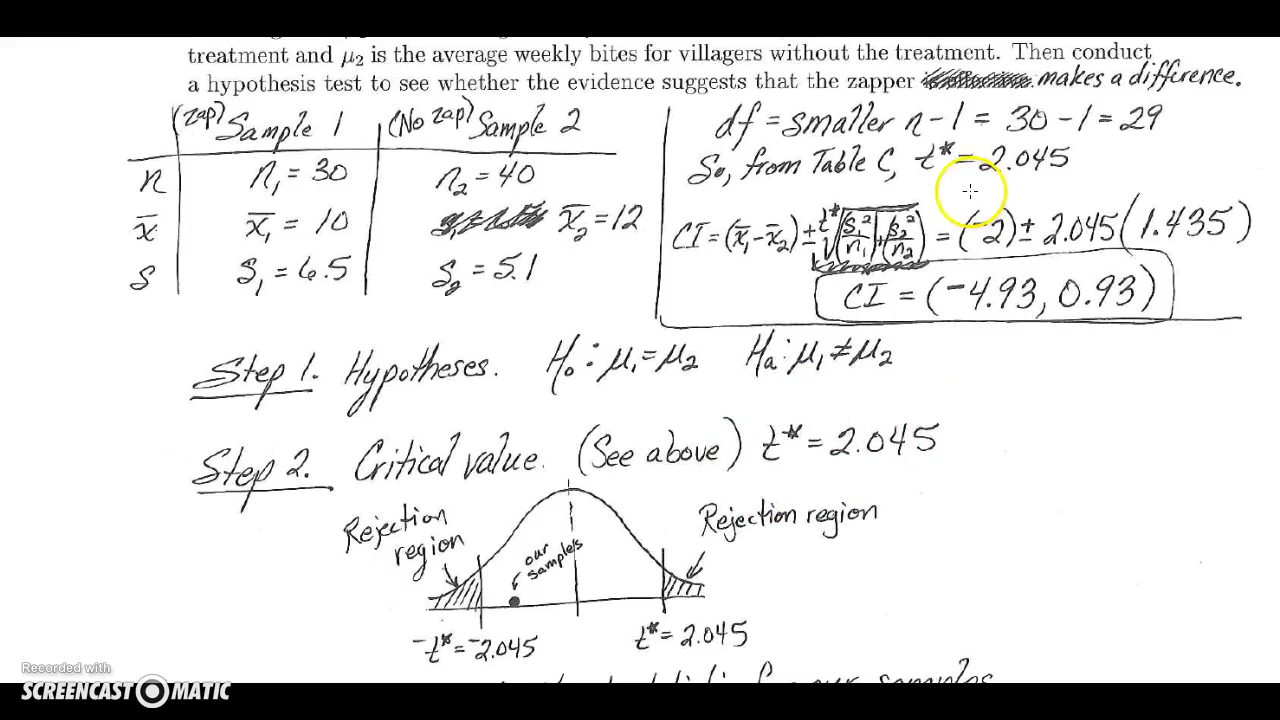 treatment and μ₂ is the average weekly bites for villagers without the treatment. Then conduct
a hypothesis test to see whether the evidence suggests that the zapper makes a difference.
(zap) Sample 1 (No zap) Sample 2
n n₁ = 30 n₂ = 40
x̄ x̄₁ = 10 x̄₂ = 12
s s₁ = 6.5 s₂ = 5.1
df = smaller n - 1 = 30 - 1 = 29
So, from Table C, t* = 2.045
CI = (x̄₁ - x̄₂) ± t* √(s₁²/n₁ + s₂²/n₂) = (-2) ± 2.045 (1.435)
CI = (-4.93, 0.93)
Step 1. Hypotheses. H₀: μ₁ = μ₂ Ha: μ₁ ≠ μ₂
Step 2. Critical value. (See above) t* = 2.045
Rejection
region
our
samples
Rejection region
-t* = -2.045
t* = 2.045
for our samples
Recorded with
SCREENCAST-O-MATIC